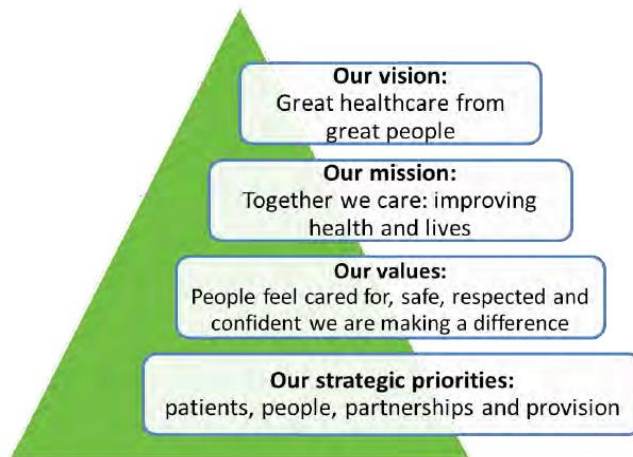 Our vision:
Great healthcare from
great people
Our mission:
Together we care: improving
health and lives
Our values:
People feel cared for, safe, respected and
confident we are making a difference
Our strategic priorities:
patients, people, partnerships and provision